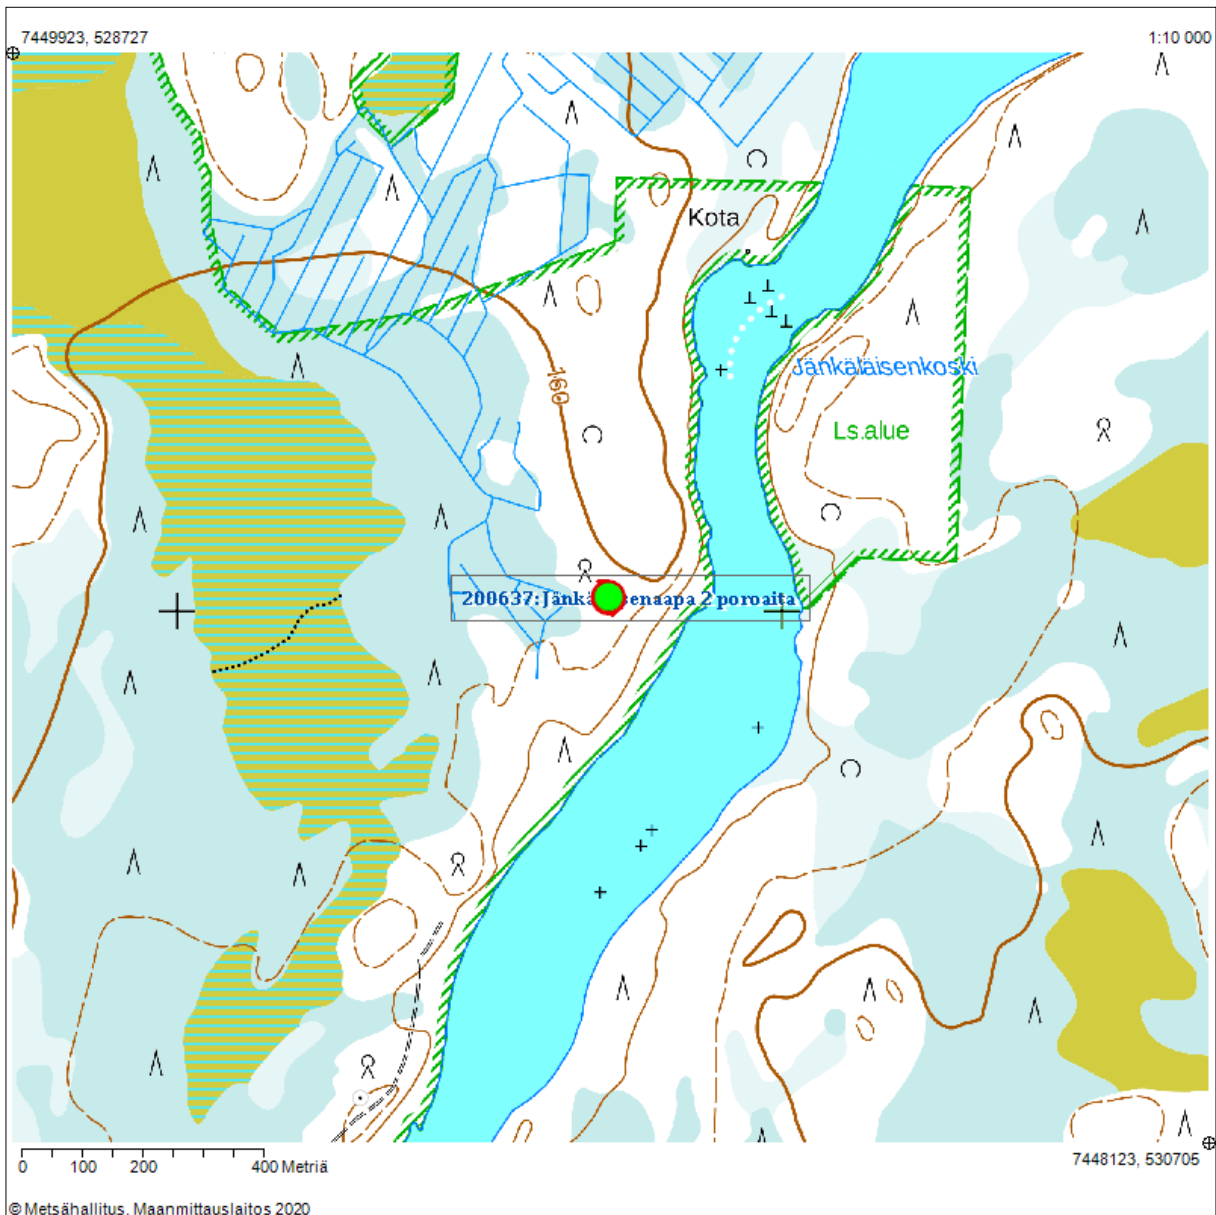 7449923, 528727
1:10 000
Kota
Jänkäläisenkoski
160
Ls.alue
200637:Jänkä senaapa 2 poroaita
0 100 200 400 Metriä
7448123, 530705
© Metsähallitus, Maanmittauslaitos 2020